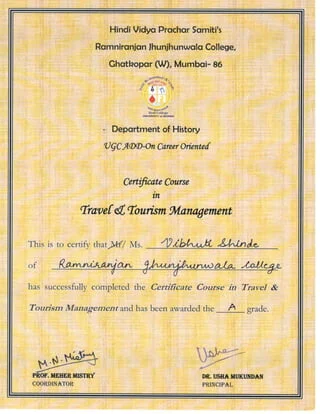 Hindi Vidya Prachar Samiti's
Ramniranjan Jhunjhunwala College,
Ghatkopar (W), Mumbai- 86
Department of History
UGC ADD-On Career Oriented
Certificate Course
in
Travel & Tourism Management
This is to certify that Mr/ Ms. Vibhuti Shinde
of Ramniranjan Jhunjhunwala College
has successfully completed the Certificate Course in Travel &
Tourism Management and has been awarded the A grade.
M.N. Mistry
Usha
PROF. MEHER MISTRY
COORDINATOR
DR. USHA MUKUNDAN
PRINCIPAL